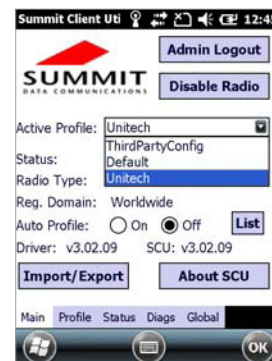 Summit Client Uti 12:4
Admin Logout
SUMMIT
DATA COMMUNICATIONS
Disable Radio
Active Profile: Unitech
ThirdPartyConfig
Default
Unitech
Status:
Radio Type:
Reg. Domain: Worldwide
Auto Profile: On Off List
Driver: v3.02.09 SCU: v3.02.09
Import/Export About SCU
Main Profile Status Diags Global
OK